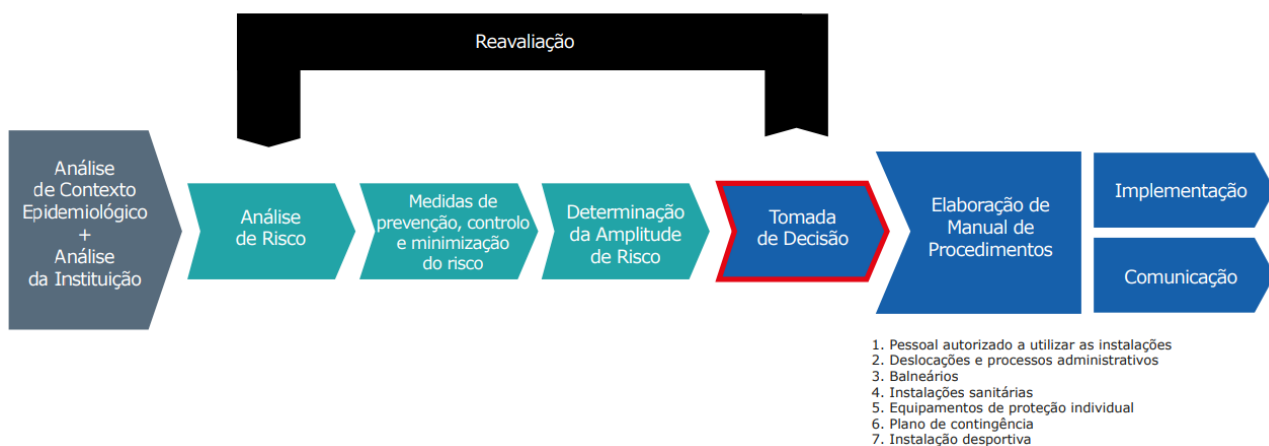 Reavaliação
Análise
de Contexto
Epidemiológico
+
Análise
da Instituição
Análise
de Risco
Medidas de
prevenção, controlo
e minimização
do risco
Determinação
da Amplitude
de Risco
Tomada
de Decisão
Elaboração de
Manual de
Procedimentos
Implementação
Comunicação
1. Pessoal autorizado a utilizar as instalações
2. Deslocações e processos administrativos
3. Balneários
4. Instalações sanitárias
5. Equipamentos de proteção individual
6. Plano de contingência
7. Instalação desportiva